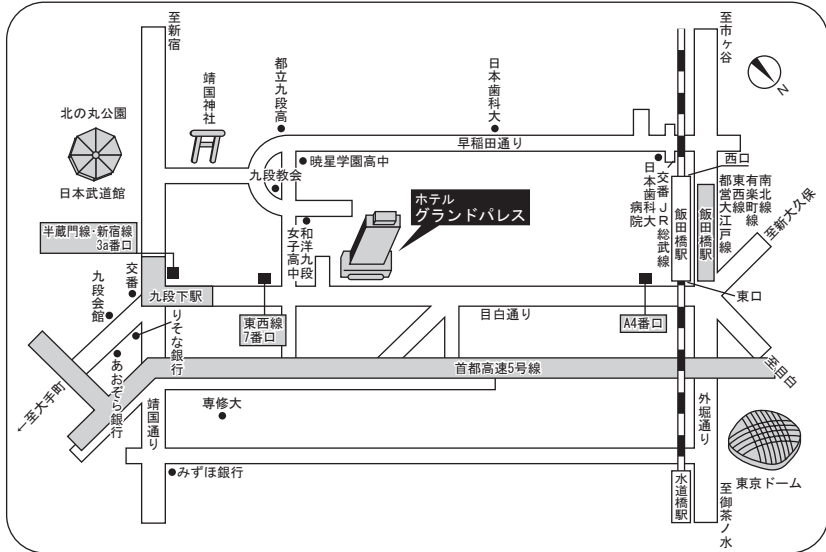 至新宿
靖国神社
都立九段高
日本歯科大
至市ヶ谷
N
北の丸公園
日本武道館
早稲田通り
九段教会
暁星学園高中
ホテル
グランドパレス
和洋九段
女子高中
日本歯科大
病院
交番
JR総武線
西口
飯田橋駅
飯田橋駅
南北線
有楽町線
東西線
都営大江戸線
至新大久保
半蔵門線・新宿線
3a番口
交番
九段会館
九段下駅
東西線
7番口
目白通り
A4番口
東口
りそな銀行
あおぞら銀行
←至大手町
首都高速5号線
至目白
靖国通り
専修大
外堀通り
みずほ銀行
水道橋駅
東京ドーム
至御茶ノ水